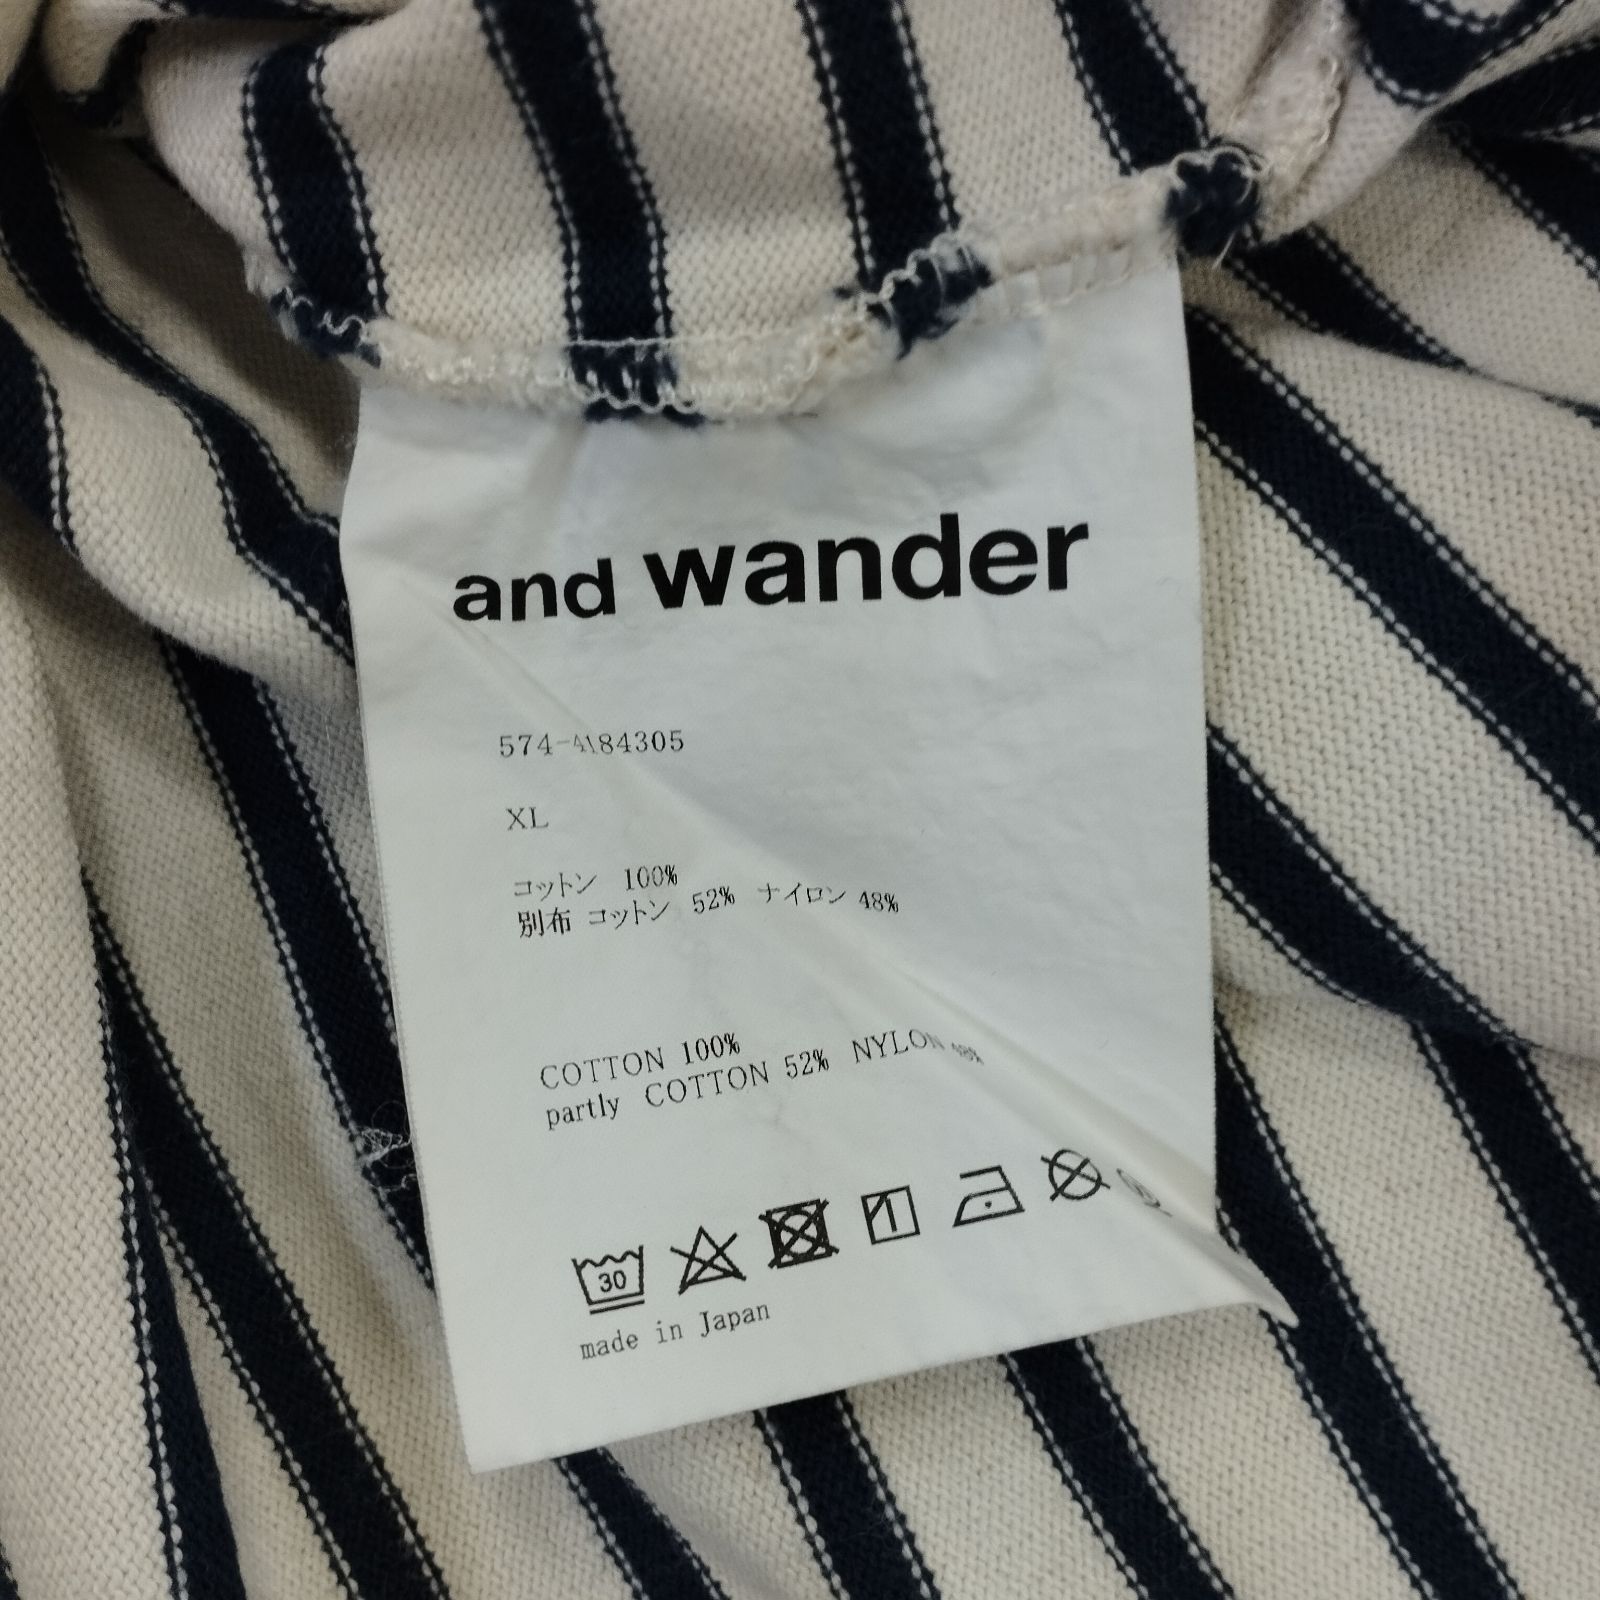 and wander
574-4184305
XL
コットン 100%
別布 コットン 52% ナイロン 48%
COTTON 100%
partly COTTON 52% NYLON 48%
30
made in Japan